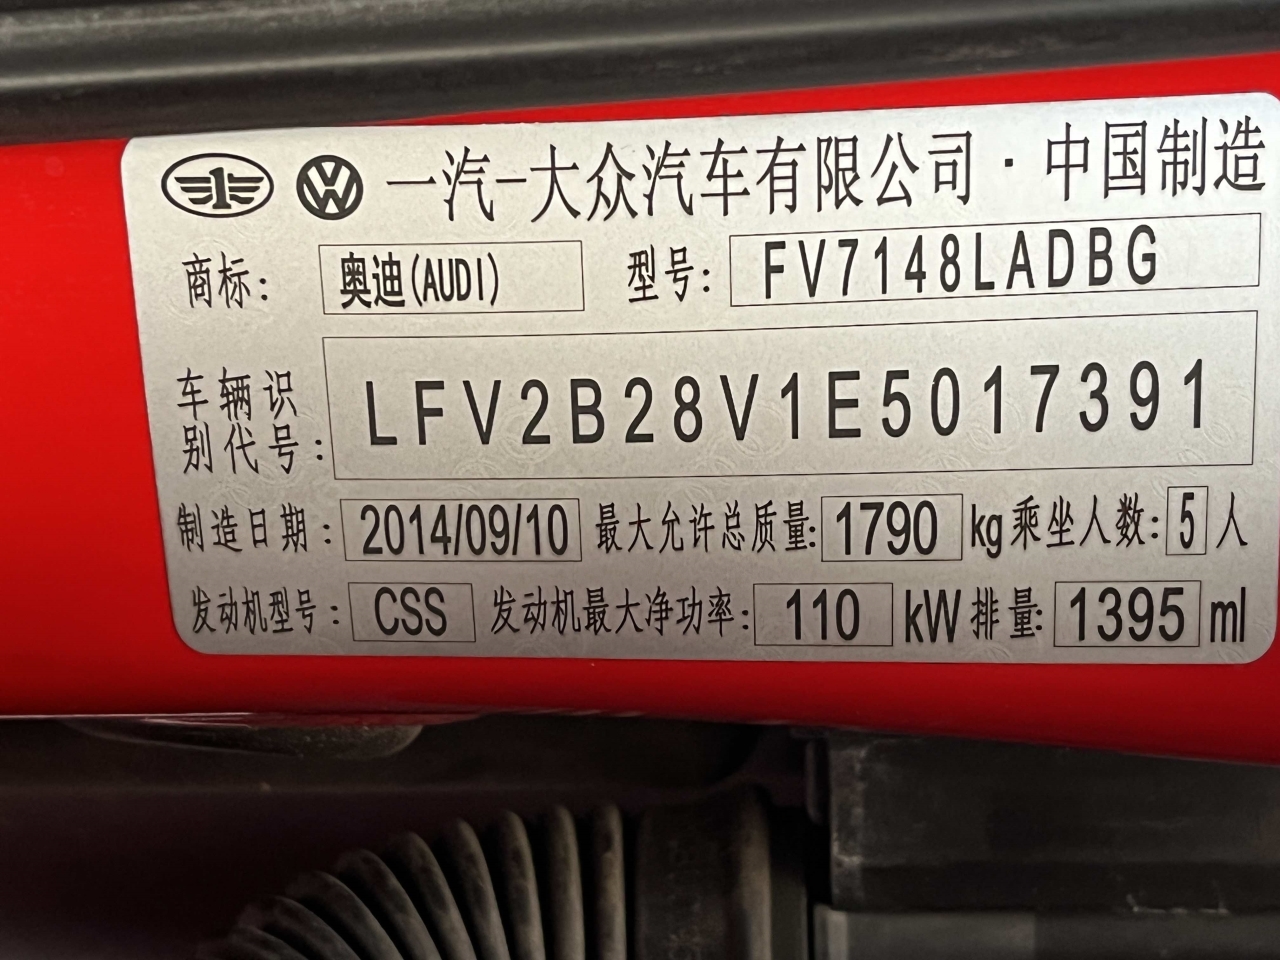 一汽-大众汽车有限公司·中国制造
商标: 奥迪(AUDI) 型号: FV7148LADBG
车辆识别代号: LFV2B28V1E5017391
制造日期: 2014/09/10 最大允许总质量: 1790 kg 乘坐人数: 5 人
发动机型号: CSS 发动机最大净功率: 110 kW 排量: 1395 ml